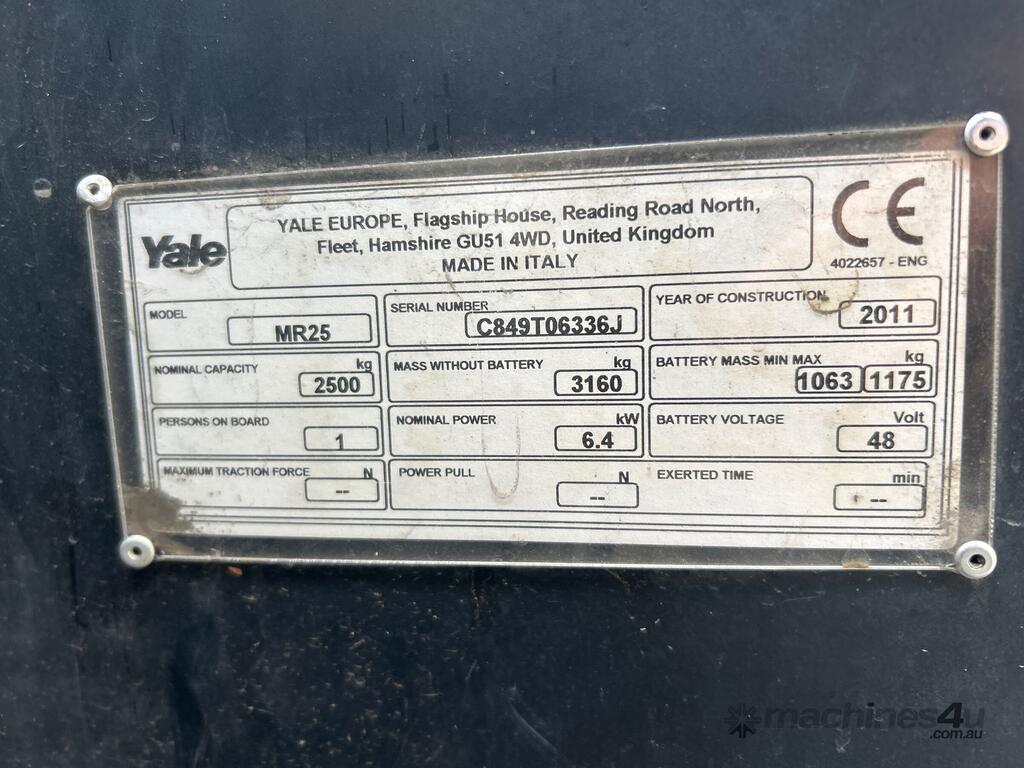 Yale
YALE EUROPE, Flagship House, Reading Road North,
Fleet, Hamshire GU51 4WD, United Kingdom
MADE IN ITALY
CE
4022657 - ENG
MODEL
MR25
SERIAL NUMBER
C849T06336J
YEAR OF CONSTRUCTION
2011
NOMINAL CAPACITY kg
2500
MASS WITHOUT BATTERY kg
3160
BATTERY MASS MIN MAX kg
1063 1175
PERSONS ON BOARD
1
NOMINAL POWER kW
6.4
BATTERY VOLTAGE Volt
48
MAXIMUM TRACTION FORCE N
--
POWER PULL N
--
EXERTED TIME min
--
machines4u
.com.au